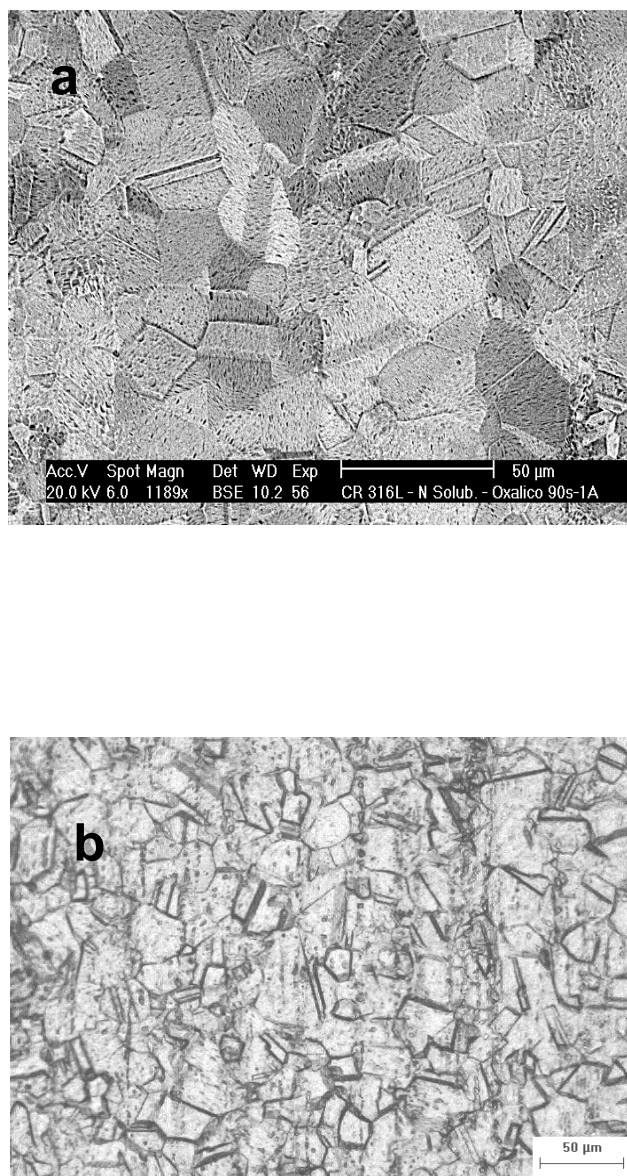 a
Acc.V Spot Magn Det WD Exp 50 µm
20.0 kV 6.0 1189x BSE 10.2 56 CR 316L - N Solub. - Oxalico 90s-1A
b
50 µm